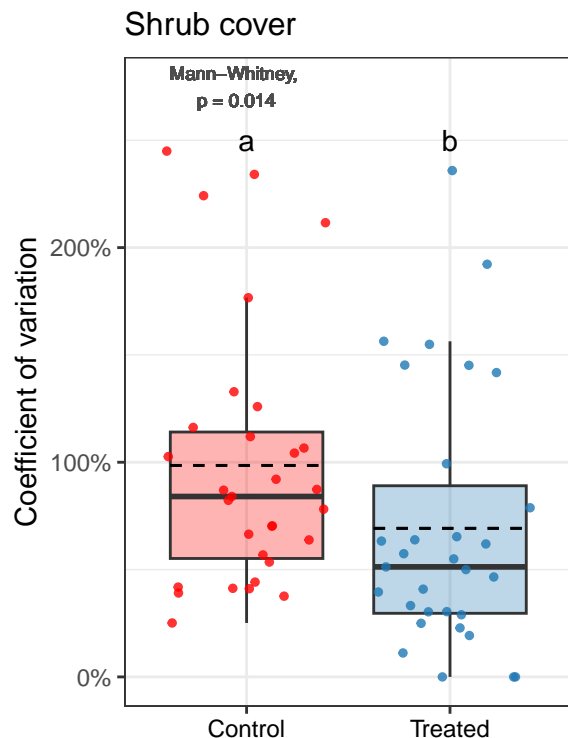 Shrub cover
Mann–Whitney,
p = 0.014
a
b
Coefficient of variation
200%
100%
0%
Control
Treated